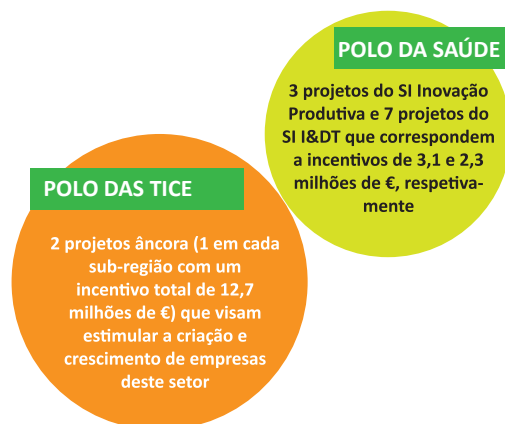 POLO DA SAÚDE
3 projetos do SI Inovação
Produtiva e 7 projetos do
SI I&DT que correspondem
a incentivos de 3,1 e 2,3
milhões de €, respetiva-
mente
POLO DAS TICE
2 projetos âncora (1 em cada
sub-região com um
incentivo total de 12,7
milhões de €) que visam
estimular a criação e
crescimento de empresas
deste setor